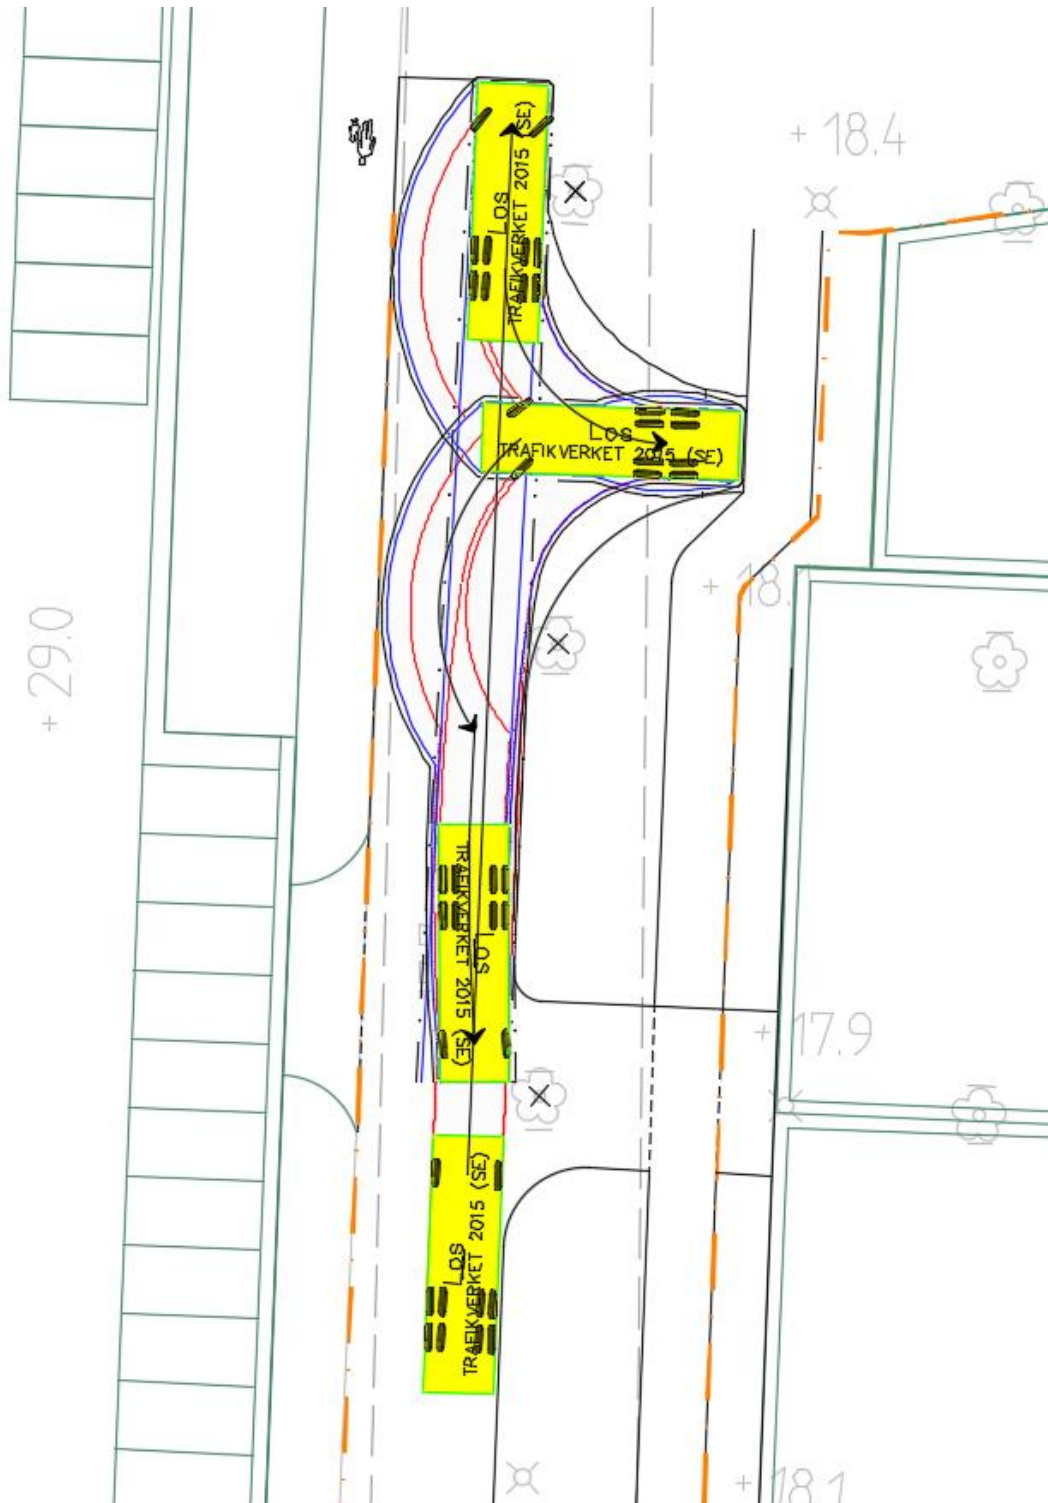 LOS
TRAFIKVERKET 2015 (SE)
+ 18.4
LOS
TRAFIKVERKET 2015 (SE)
+ 18.
+ 29.0
LOS
TRAFIKVERKET 2015 (SE)
+ 17.9
LOS
TRAFIKVERKET 2015 (SE)
+ 18.1